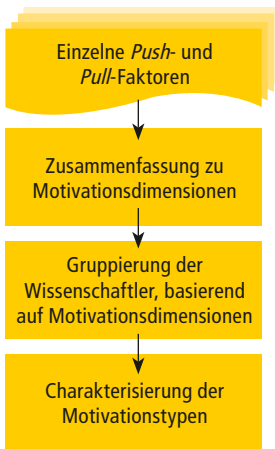 Einzelne Push- und
Pull-Faktoren
Zusammenfassung zu
Motivationsdimensionen
Gruppierung der
Wissenschaftler, basierend
auf Motivationsdimensionen
Charakterisierung der
Motivationstypen